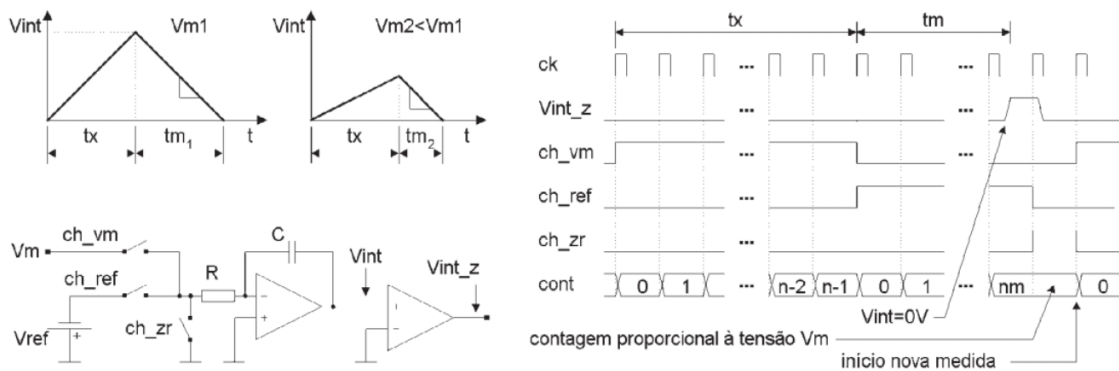 Vint Vm1
tx tm1 t
Vint Vm2<Vm1
tx tm2 t
Vm ch_vm
ch_ref
Vref + ch_zr
R C
- +
Vint Vint_z
+ -
tx tm
ck ... ...
Vint_z ... ...
ch_vm ... ...
ch_ref ... ...
ch_zr ... ...
cont 0 1 ... n-2 n-1 0 1 ... nm 0
Vint=0V
contagem proporcional à tensão Vm
início nova medida